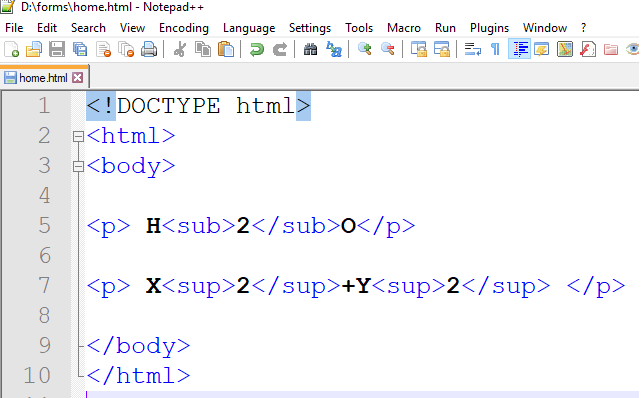 D:\forms\home.html - Notepad++
File Edit Search View Encoding Language Settings Tools Macro Run Plugins Window ?
home.html
1 <!DOCTYPE html>
2 <html>
3 <body>
4
5 <p> H<sub>2</sub>O</p>
6
7 <p> X<sup>2</sup>+Y<sup>2</sup> </p>
8
9 </body>
10 </html>